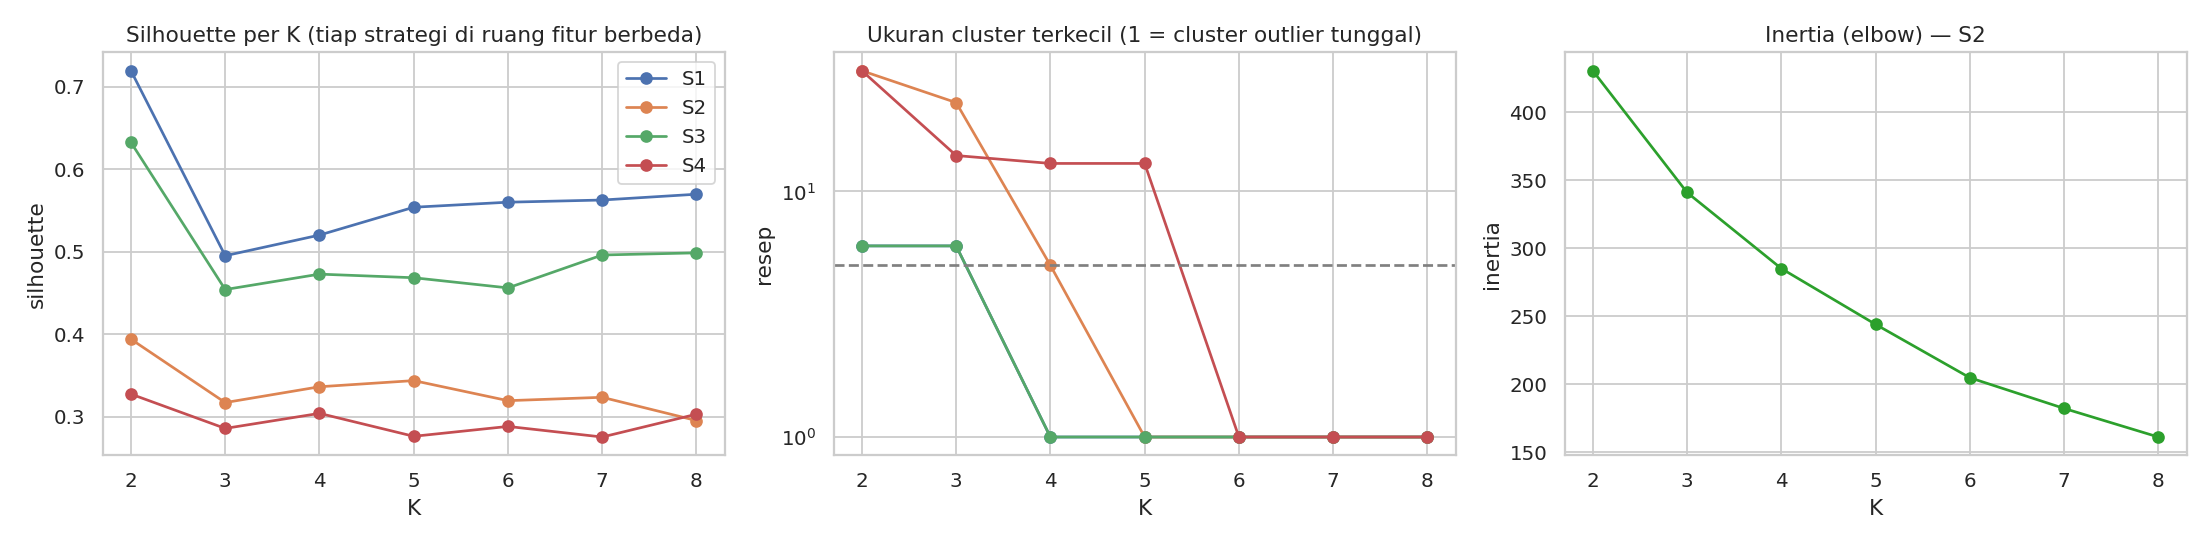 Silhouette per K (tiap strategi di ruang fitur berbeda)
silhouette
0.7
0.6
0.5
0.4
0.3
2 3 4 5 6 7 8
K
S1
S2
S3
S4
Ukuran cluster terkecil (1 = cluster outlier tunggal)
resep
10¹
10⁰
2 3 4 5 6 7 8
K
Inertia (elbow) — S2
inertia
400
350
300
250
200
150
2 3 4 5 6 7 8
K